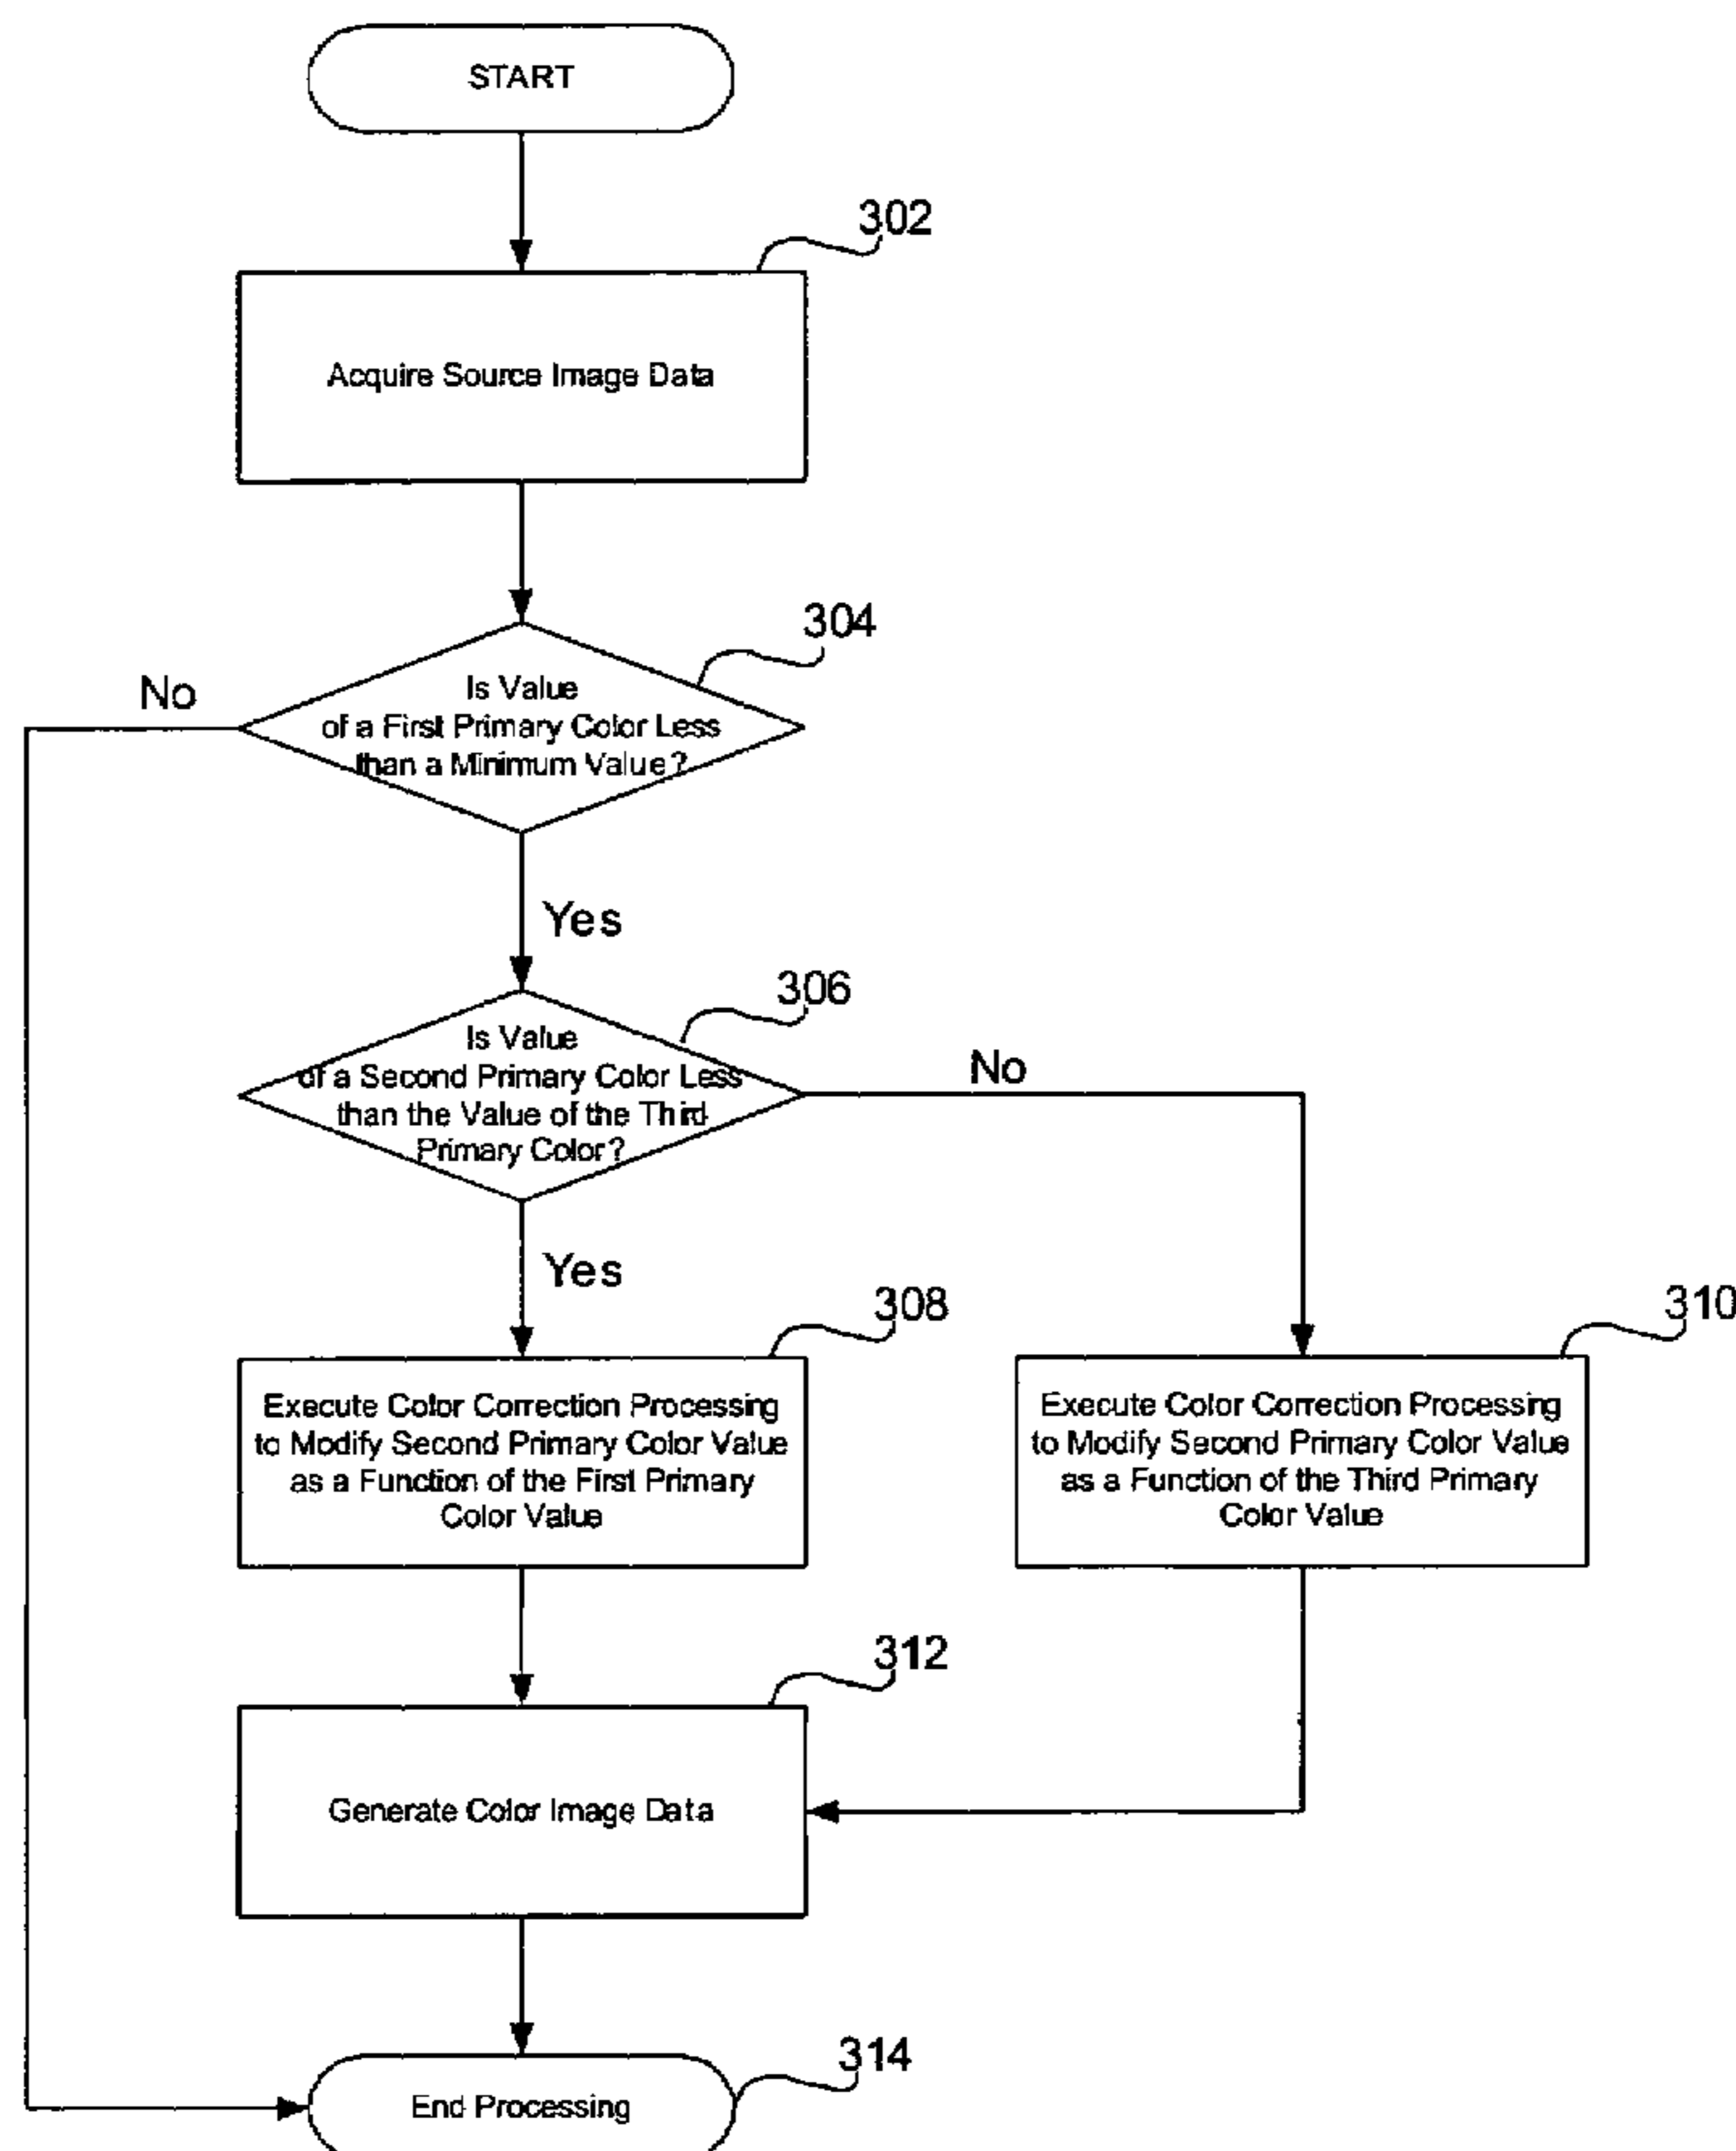 START
302
Acquire Source Image Data
304
No
Is Value
of a First Primary Color Less
than a Minimum Value?
Yes
306
Is Value
of a Second Primary Color Less
than the Value of the Third
Primary Color?
No
Yes
308
310
Execute Color Correction Processing
to Modify Second Primary Color Value
as a Function of the First Primary
Color Value
Execute Color Correction Processing
to Modify Second Primary Color Value
as a Function of the Third Primary
Color Value
312
Generate Color Image Data
314
End Processing